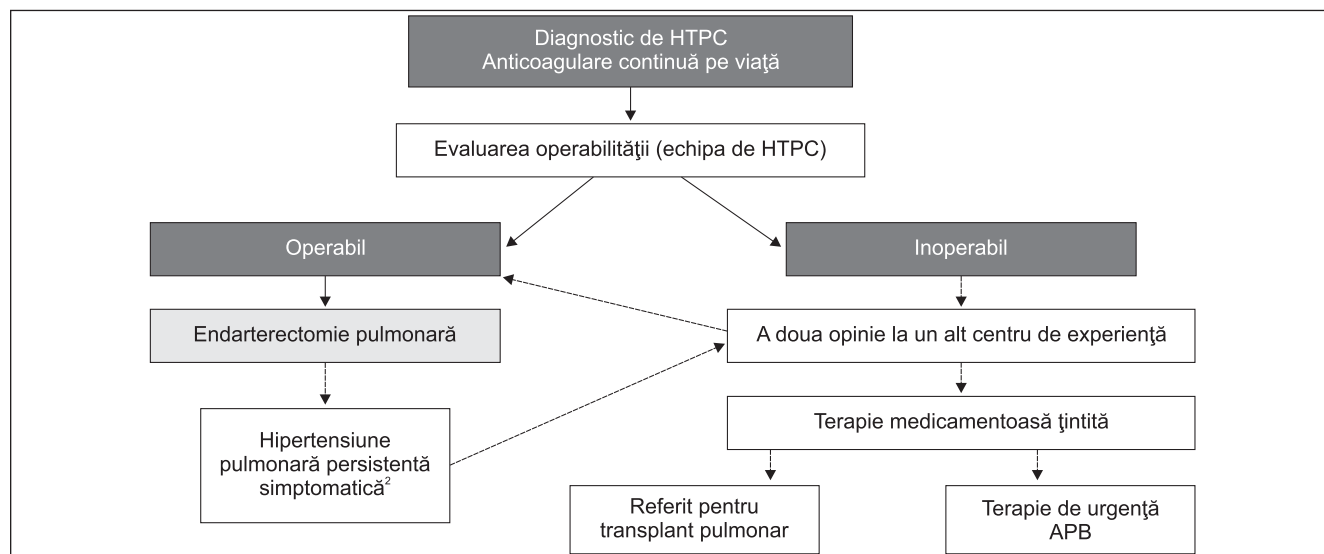 Diagnostic de HTPC
Anticoagulare continuă pe viaţă
Evaluarea operabilităţii (echipa de HTPC)
Operabil
Inoperabil
Endarterectomie pulmonară
A doua opinie la un alt centru de experienţă
Hipertensiune
pulmonară persistentă
simptomatică²
Terapie medicamentoasă ţintită
Referit pentru
transplant pulmonar
Terapie de urgenţă
APB